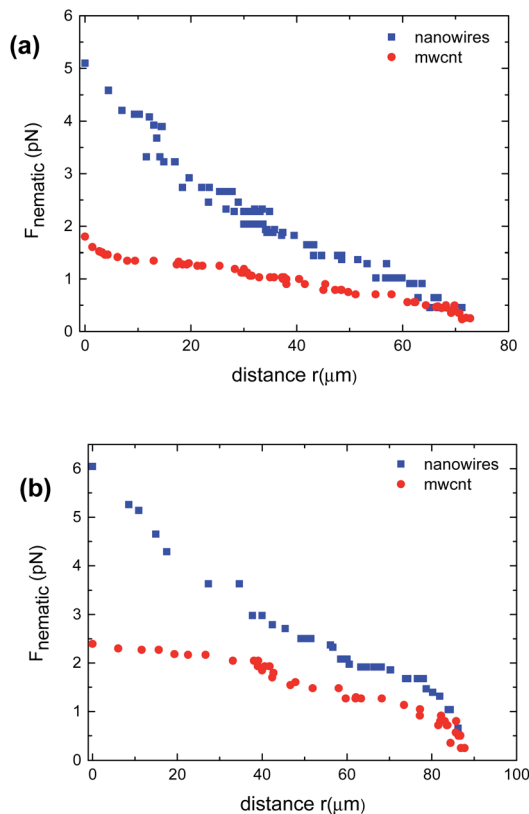 (a)
6
5
4
3
2
1
0
F_nematic (pN)
nanowires
mwcnt
0 20 40 60 80
distance r(μm)
(b)
6
5
4
3
2
1
0
F_nematic (pN)
nanowires
mwcnt
0 20 40 60 80 100
distance r(μm)